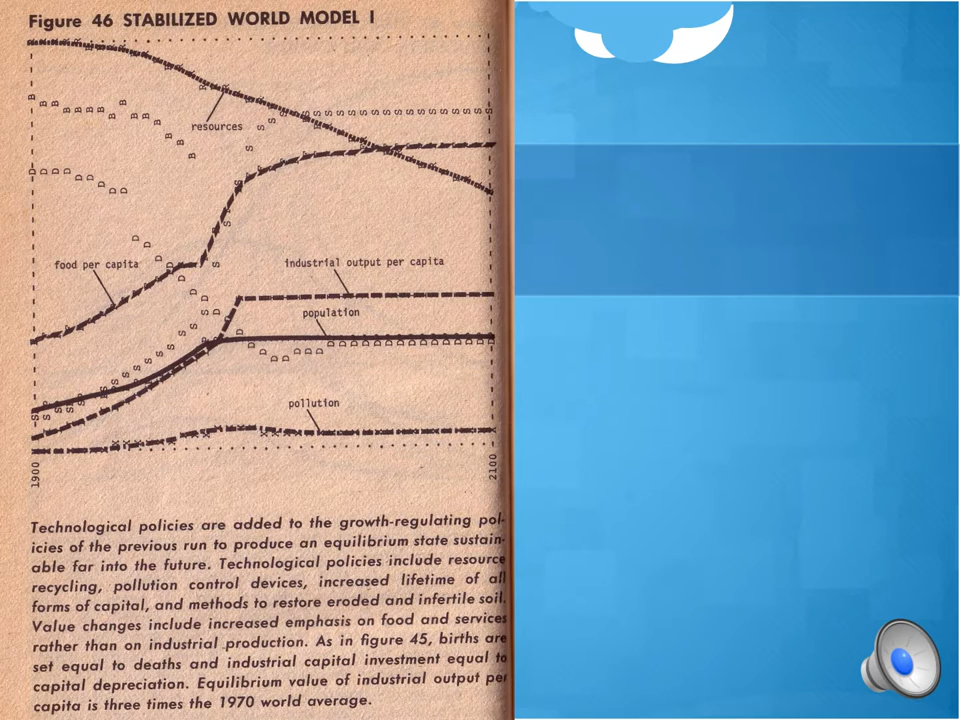 Figure 46 STABILIZED WORLD MODEL I
resources
food per capita
industrial output per capita
population
pollution
1900
2100
Technological policies are added to the growth-regulating pol-
icies of the previous run to produce an equilibrium state sustain-
able far into the future. Technological policies include resource
recycling, pollution control devices, increased lifetime of all
forms of capital, and methods to restore eroded and infertile soil.
Value changes include increased emphasis on food and services
rather than on industrial production. As in figure 45, births are
set equal to deaths and industrial capital investment equal to
capital depreciation. Equilibrium value of industrial output per
capita is three times the 1970 world average.